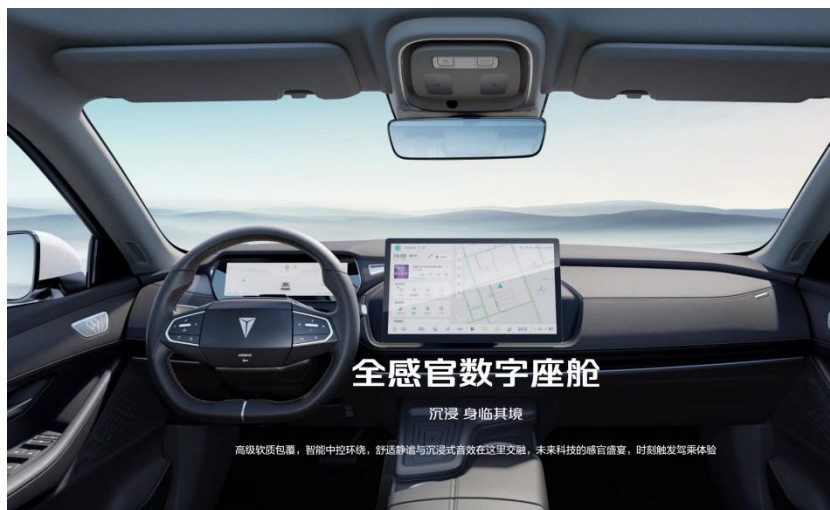 全感官数字座舱
沉浸 身临其境
高级软质包覆，智能中控环绕，舒适静谧与沉浸式音效在这里交融，未来科技的感官盛宴，时刻触发驾乘体验